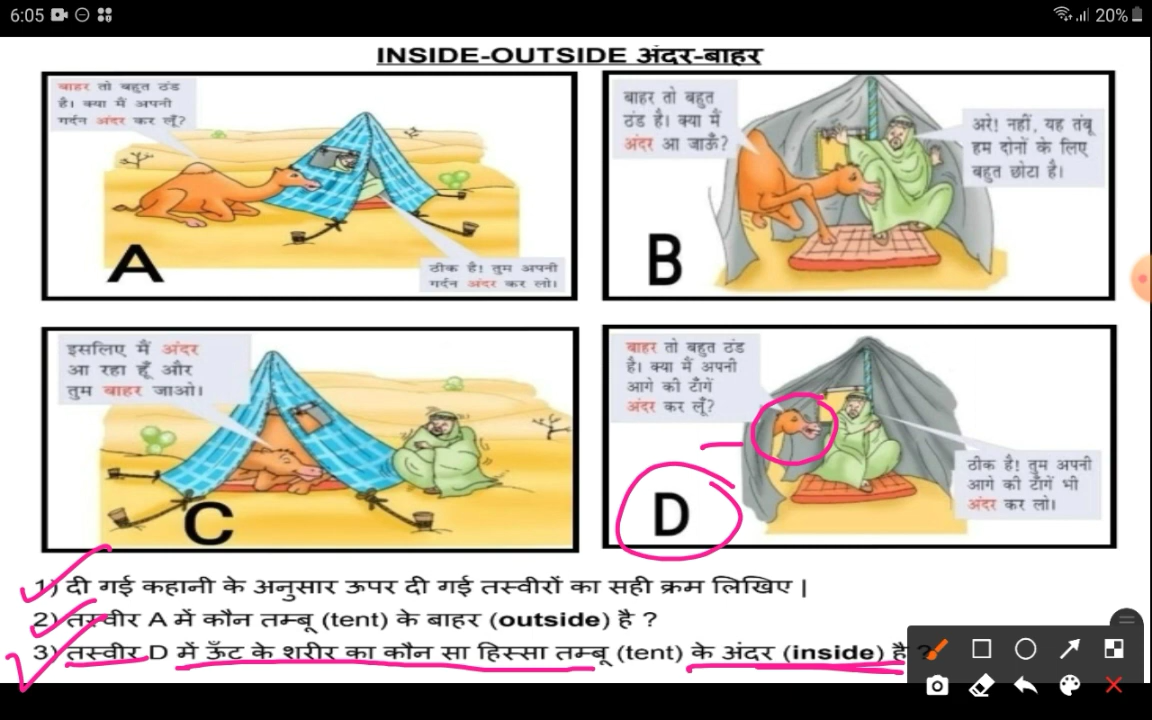 6:05
20%
INSIDE-OUTSIDE अंदर-बाहर
बाहर तो बहुत ठंड
है। क्या मैं अपनी
गर्दन अंदर कर लूँ?
ठीक है! तुम अपनी
गर्दन अंदर कर लो।
A
बाहर तो बहुत
ठंड है। क्या मैं
अंदर आ जाऊँ?
अरे! नहीं, यह तंबू
हम दोनों के लिए
बहुत छोटा है।
B
इसलिए मैं अंदर
आ रहा हूँ और
तुम बाहर जाओ।
C
बाहर तो बहुत ठंड
है। क्या मैं अपनी
आगे की टाँगें
अंदर कर लूँ?
ठीक है! तुम अपनी
आगे की टाँगें भी
अंदर कर लो।
D
1) दी गई कहानी के अनुसार ऊपर दी गई तस्वीरों का सही क्रम लिखिए |
2) तस्वीर A में कौन तम्बू (tent) के बाहर (outside) है ?
3) तस्वीर D में ऊँट के शरीर का कौन सा हिस्सा तम्बू (tent) के अंदर (inside) है ?